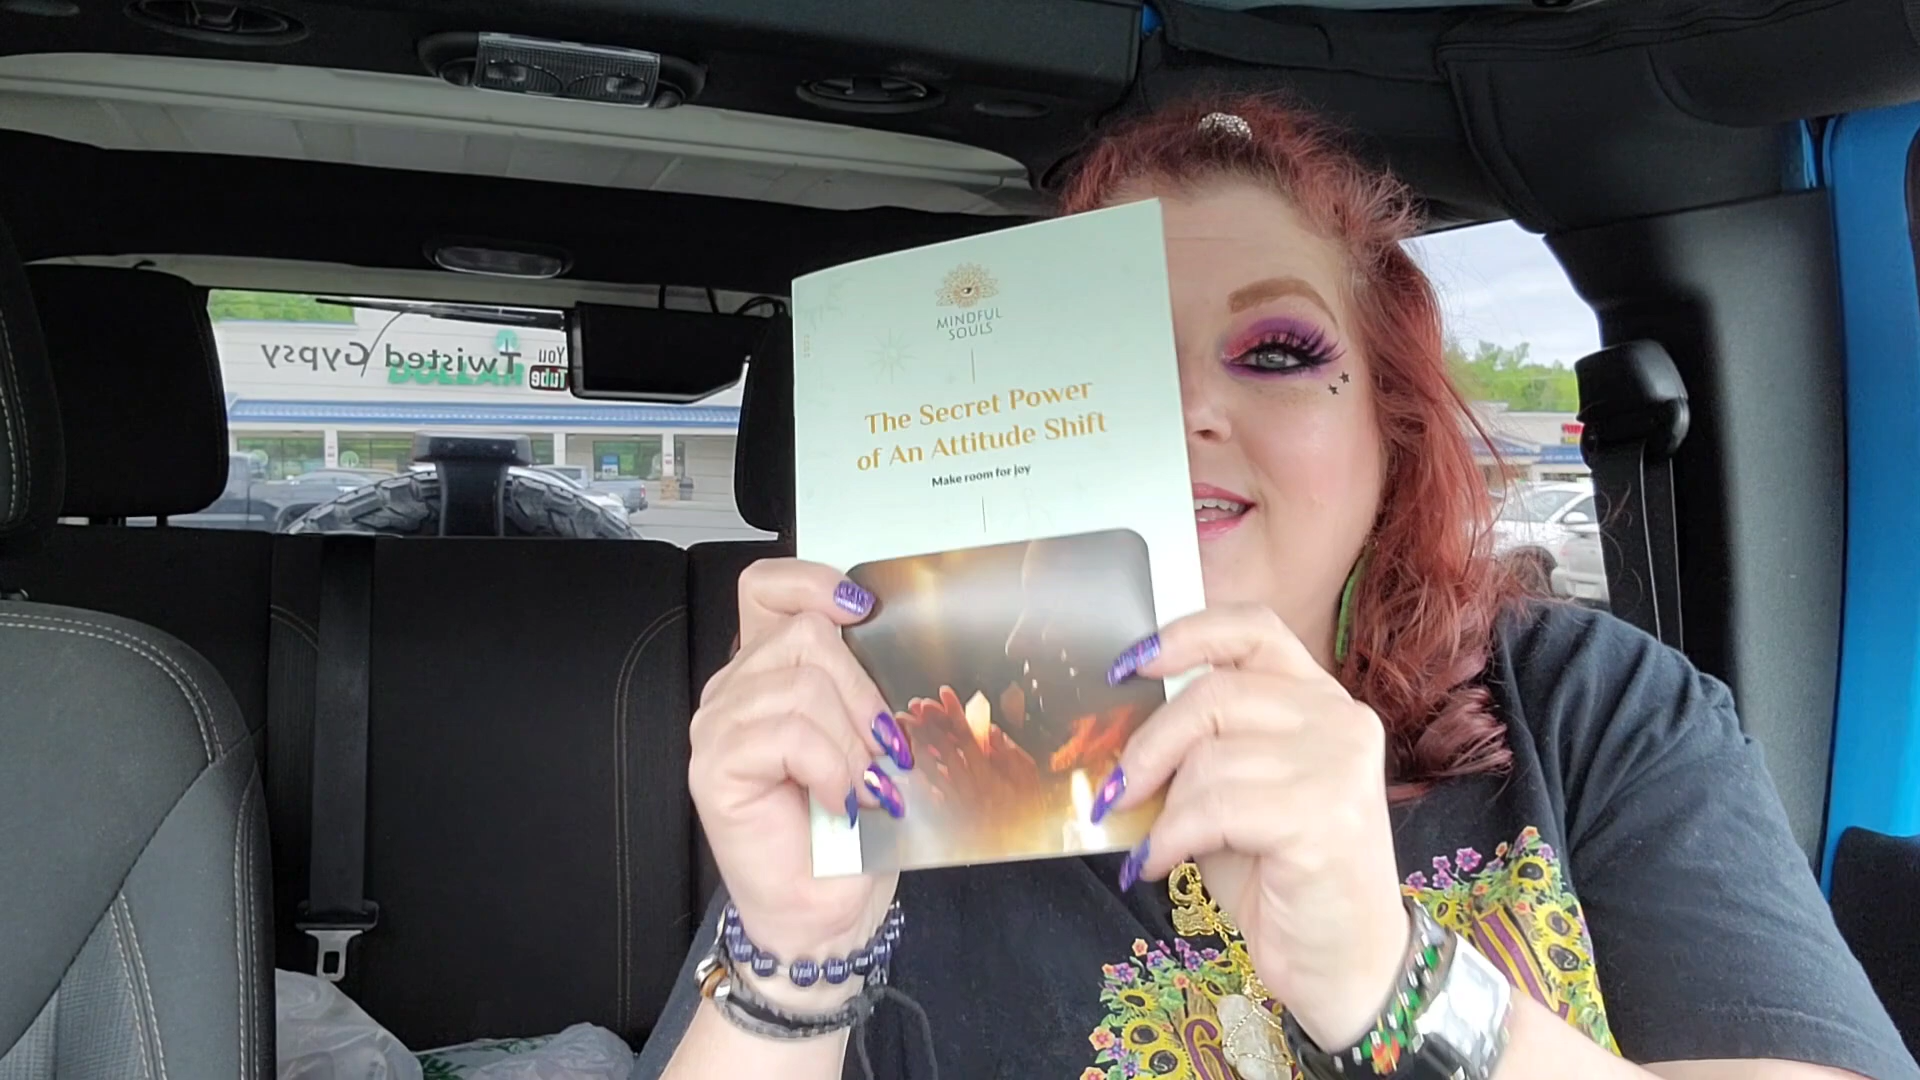 MINDFUL
SOULS
The Secret Power
of An Attitude Shift
Make room for joy
Twisted Gypsy
You
Tube